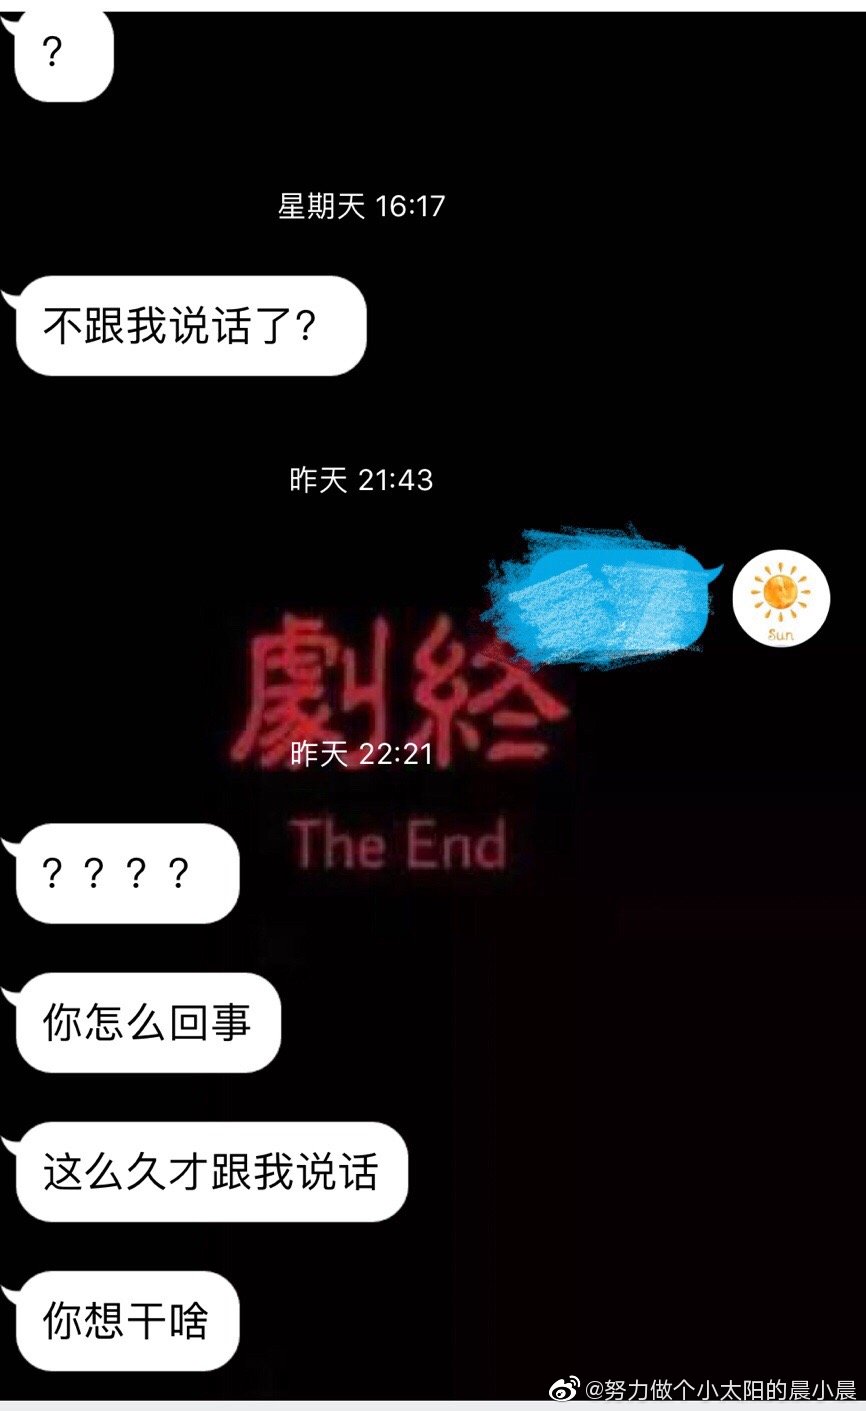 ?
星期天 16:17
不跟我说话了?
昨天 21:43
Sun
劇終
昨天 22:21
The End
？？？？
你怎么回事
这么久才跟我说话
你想干啥
@努力做个小太阳的晨小晨